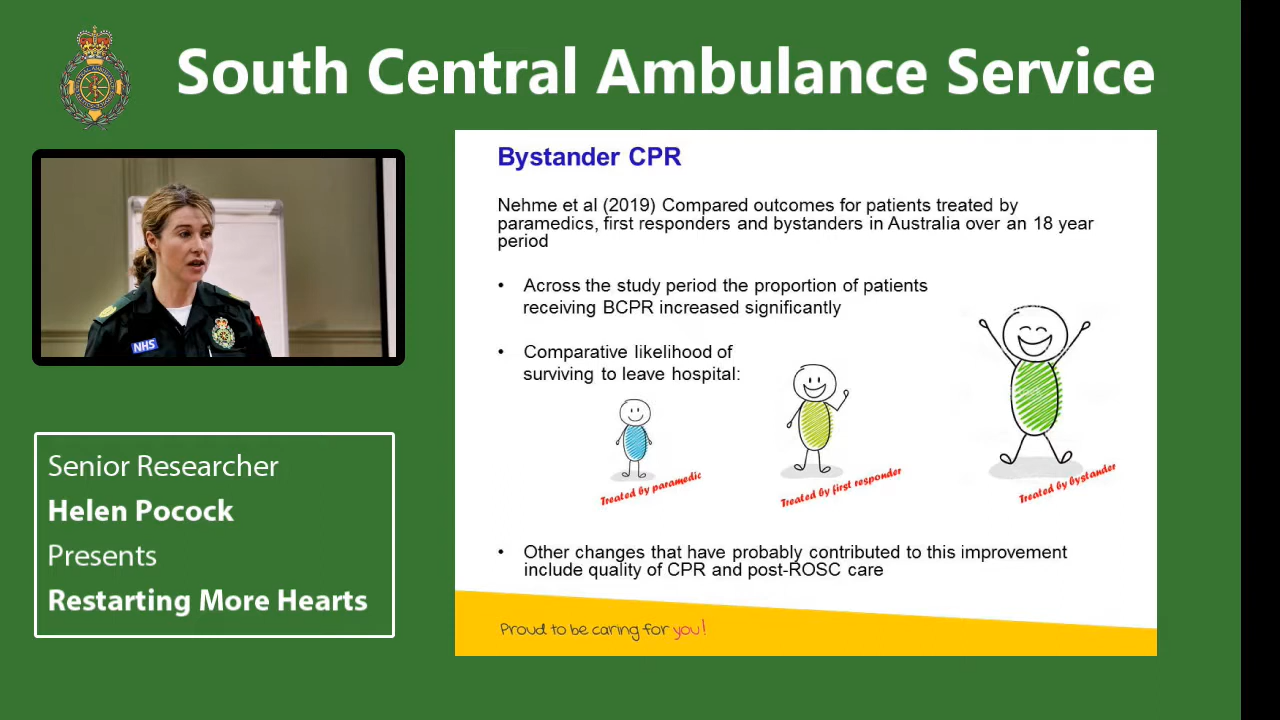 South Central Ambulance Service
NHS
Senior Researcher
Helen Pocock
Presents
Restarting More Hearts
Bystander CPR
Nehme et al (2019) Compared outcomes for patients treated by
paramedics, first responders and bystanders in Australia over an 18 year
period
• Across the study period the proportion of patients
receiving BCPR increased significantly
• Comparative likelihood of
surviving to leave hospital:
Treated by paramedic
Treated by first responder
Treated by bystander
• Other changes that have probably contributed to this improvement
include quality of CPR and post-ROSC care
Proud to be caring for you!